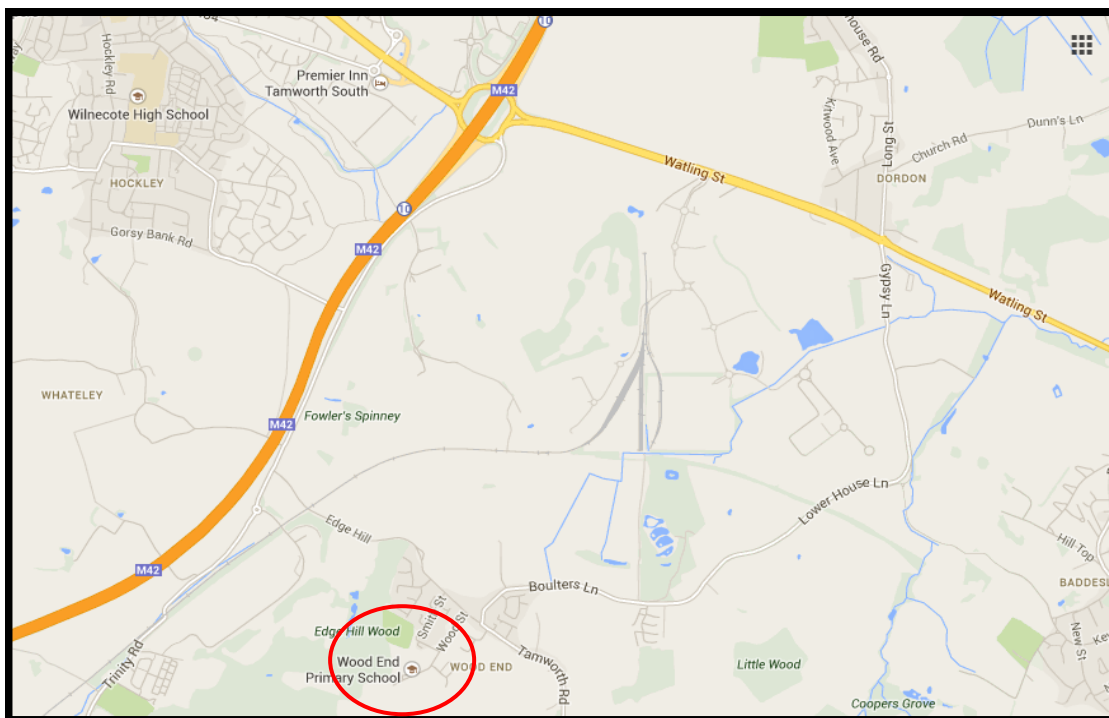 10
M42
Premier Inn
Tamworth South
Hockley Rd
Wilnecote High School
Kitwood Ave
Long St
Church Rd
Dunn's Ln
Watling St
DORDON
HOCKLEY
10
Gorsy Bank Rd
M42
Gypsy Ln
Watling St
WHATELEY
Fowler's Spinney
M42
Lower House Ln
Edge Hill
Hill Top
M42
Boulters Ln
Smith St
Wood St
Edge Hill Wood
New St
Trinity Rd
Wood End
Primary School
WOOD END
Tamworth Rd
Little Wood
Coopers Grove